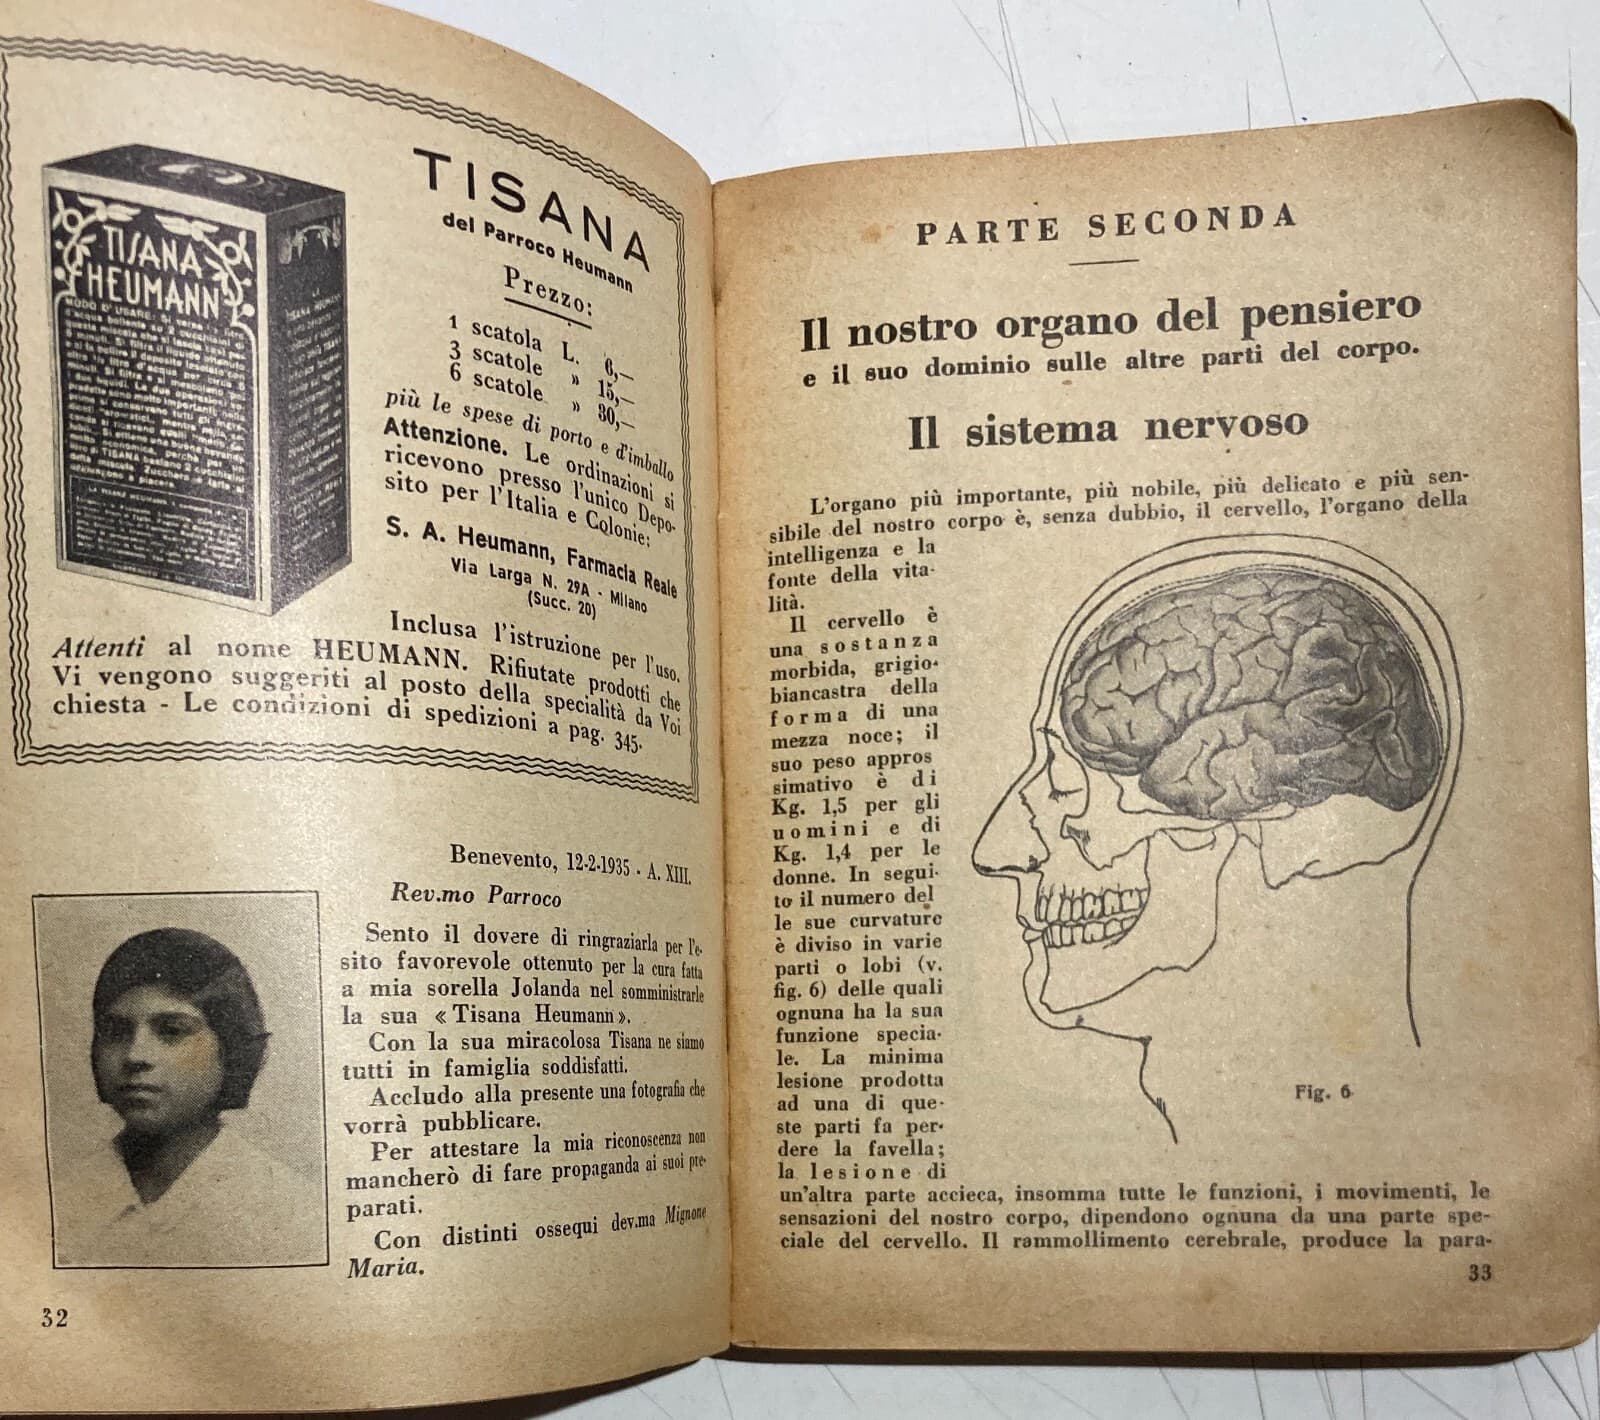 TISANA
del Parroco Heumann
Prezzo:
1 scatola L. 6,—
3 scatole » 15,—
6 scatole » 30,—
più le spese di porto e d'imballo
Attenzione. Le ordinazioni si
ricevono presso l'unico Depo-
sito per l'Italia e Colonie:
S. A. Heumann, Farmacia Reale
Via Larga N. 29A - Milano
(Succ. 20)
Inclusa l'istruzione per l'uso.
Attenti al nome HEUMANN. Rifiutate prodotti che
Vi vengono suggeriti al posto della specialità da Voi
chiesta - Le condizioni di spedizioni a pag. 345.
TISANA
HEUMANN
MODO D'USARE:
LA
TISANA HEUMANN
Benevento, 12-2-1935 - A. XIII.
Rev.mo Parroco
Sento il dovere di ringraziarla per l'e-
sito favorevole ottenuto per la cura fatta
a mia sorella Jolanda nel somministrarle
la sua « Tisana Heumann ».
Con la sua miracolosa Tisana ne siamo
tutti in famiglia soddisfatti.
Accludo alla presente una fotografia che
vorrà pubblicare.
Per attestare la mia riconoscenza non
mancherò di fare propaganda ai suoi pre-
parati.
Con distinti ossequi dev.ma Mignone
Maria.
32
PARTE SECONDA
Il nostro organo del pensiero
e il suo dominio sulle altre parti del corpo.
Il sistema nervoso
L'organo più importante, più nobile, più delicato e più sen-
sibile del nostro corpo è, senza dubbio, il cervello, l'organo della
intelligenza e la
fonte della vita-
lità.
Il cervello è
una sostanza
morbida, grigio-
biancastra della
forma di una
mezza noce; il
suo peso appros
simativo è di
Kg. 1,5 per gli
uomini e di
Kg. 1,4 per le
donne. In segui-
to il numero del
le sue curvature
è diviso in varie
parti o lobi (v.
fig. 6) delle quali
ognuna ha la sua
funzione specia-
le. La minima
lesione prodotta
ad una di que-
ste parti fa per-
dere la favella;
la lesione di
un'altra parte accieca, insomma tutte le funzioni, i movimenti, le
sensazioni del nostro corpo, dipendono ognuna da una parte spe-
ciale del cervello. Il rammollimento cerebrale, produce la para-
Fig. 6
33